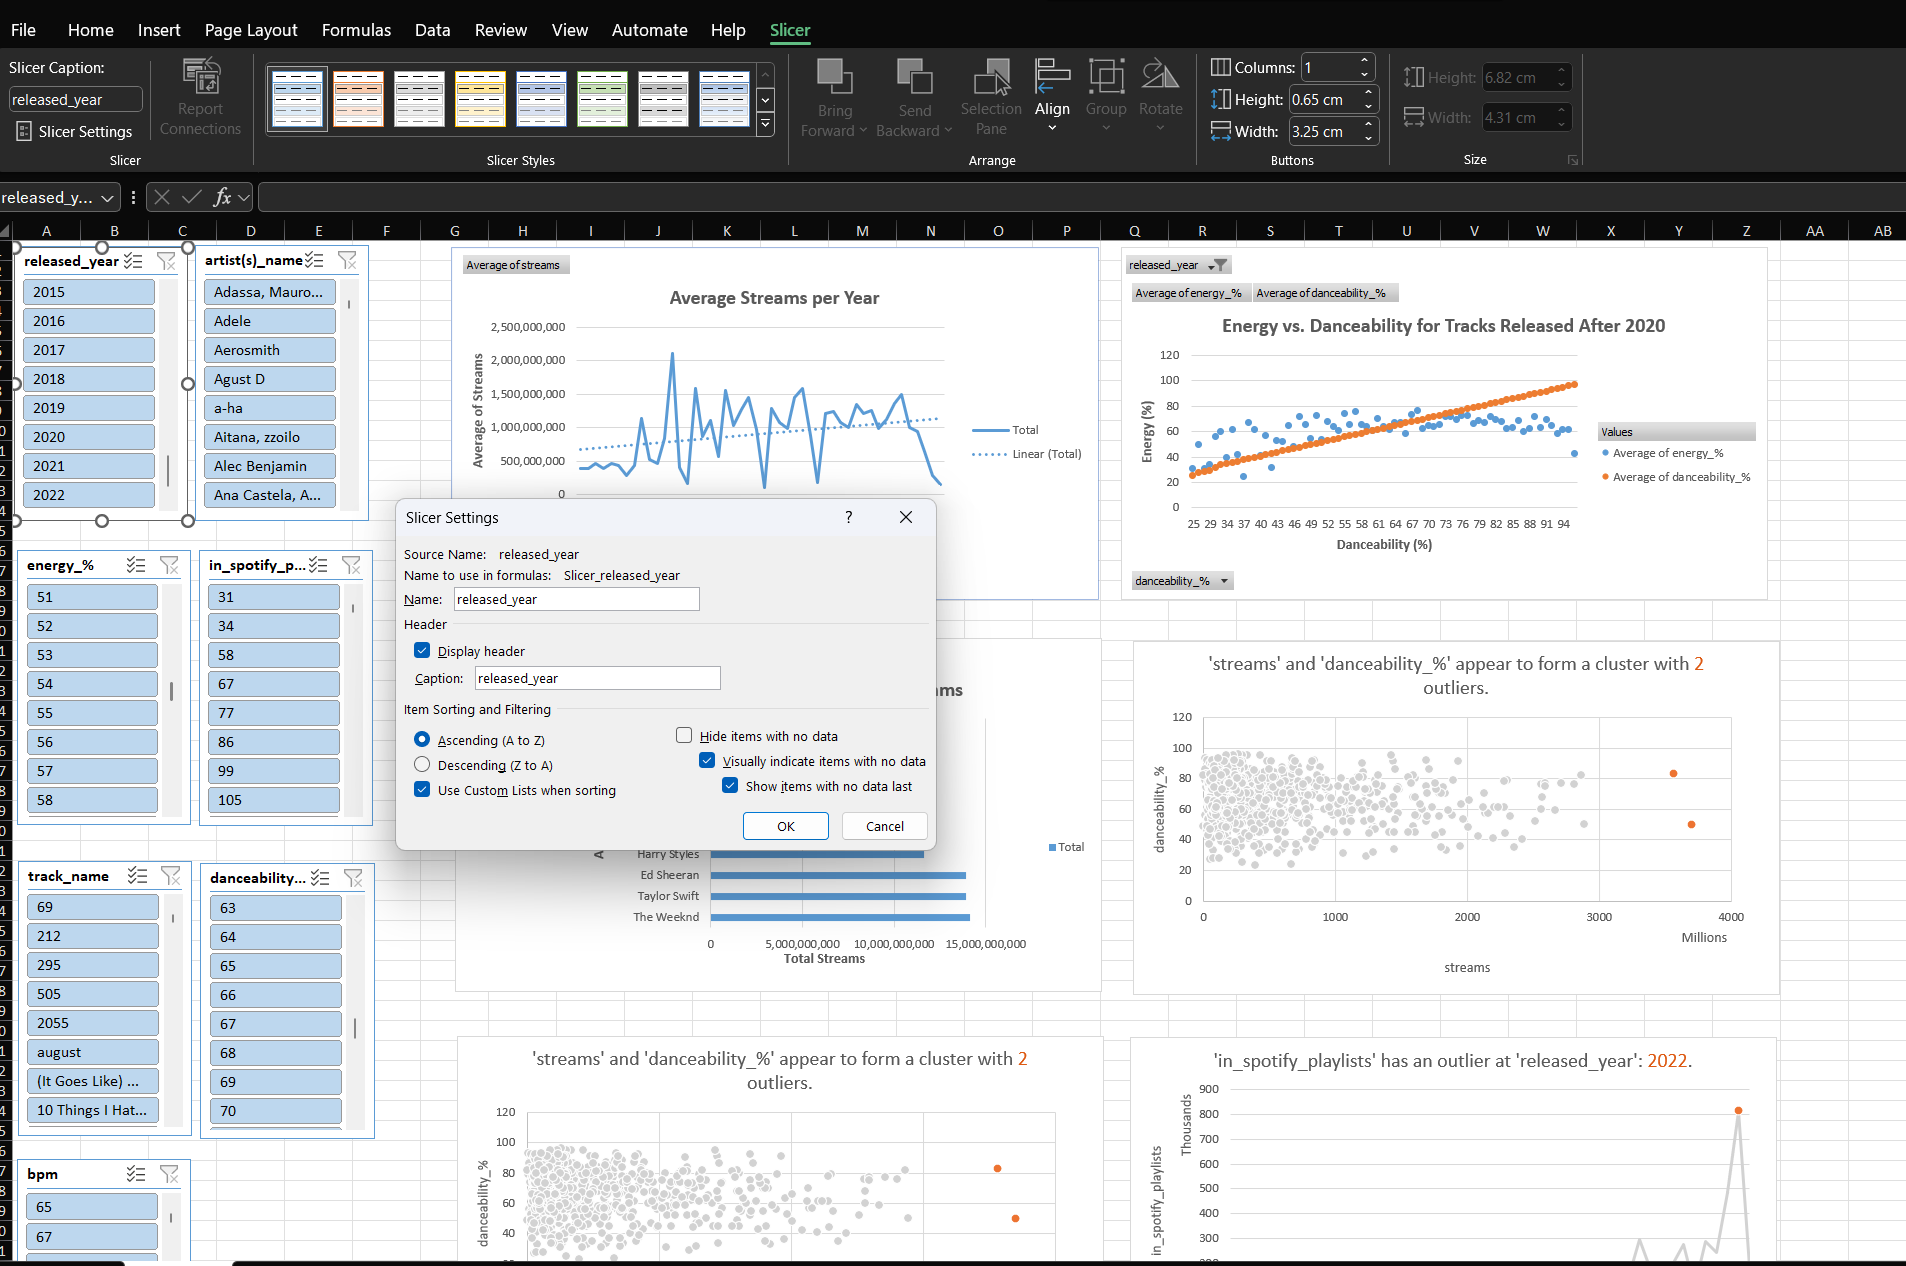 File Home Insert Page Layout Formulas Data Review View Automate Help Slicer
Slicer Caption:
released_year
Slicer Settings
Slicer
Report Connections
Slicer Styles
Bring Forward
Send Backward
Selection Pane
Align
Group
Rotate
Arrange
Columns: 1
Height: 0.65 cm
Width: 3.25 cm
Buttons
Height: 6.82 cm
Width: 4.31 cm
Size
released_y... fx
A B C D E F G H I J K L M N O P Q R S T U V W X Y Z AA AB
released_year
2015
2016
2017
2018
2019
2020
2021
2022
artist(s)_name
Adassa, Mauro...
Adele
Aerosmith
Agust D
a-ha
Aitana, zzoilo
Alec Benjamin
Ana Castela, A...
energy_%
51
52
53
54
55
56
57
58
in_spotify_p...
31
34
58
67
77
86
99
105
track_name
69
212
295
505
2055
august
(It Goes Like) ...
10 Things I Hat...
danceability...
63
64
65
66
67
68
69
70
bpm
65
67
Average of streams
Average Streams per Year
Average of Streams
2,500,000,000
2,000,000,000
1,500,000,000
1,000,000,000
500,000,000
0
Total
Linear (Total)
released_year
Average of energy_% Average of danceability_%
Energy vs. Danceability for Tracks Released After 2020
Energy (%)
120
100
80
60
40
20
0
25 29 34 37 40 43 46 49 52 55 58 61 64 67 70 73 76 79 82 85 88 91 94
Danceability (%)
Values
Average of energy_%
Average of danceability_%
danceability_%
Slicer Settings ?
Source Name: released_year
Name to use in formulas: Slicer_released_year
Name: released_year
Header
Display header
Caption: released_year
Item Sorting and Filtering
Ascending (A to Z)
Descending (Z to A)
Use Custom Lists when sorting
Hide items with no data
Visually indicate items with no data
Show items with no data last
OK Cancel
ms
Harry Styles
Ed Sheeran
Taylor Swift
The Weeknd
0 5,000,000,000 10,000,000,000 15,000,000,000
Total Streams
Total
'streams' and 'danceability_%' appear to form a cluster with 2
outliers.
danceability_%
120
100
80
60
40
20
0
0 1000 2000 3000 4000
Millions
streams
'streams' and 'danceability_%' appear to form a cluster with 2
outliers.
danceability_%
120
100
80
60
40
'in_spotify_playlists' has an outlier at 'released_year': 2022.
in_spotify_playlists
Thousands
900
800
700
600
500
400
300